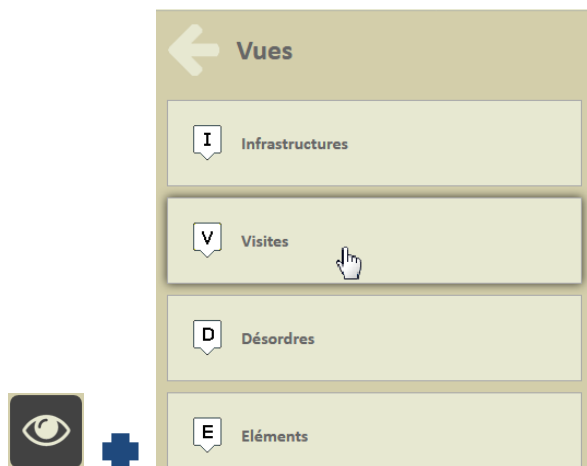 Vues
I Infrastructures
V Visites
D Désordres
E Eléments